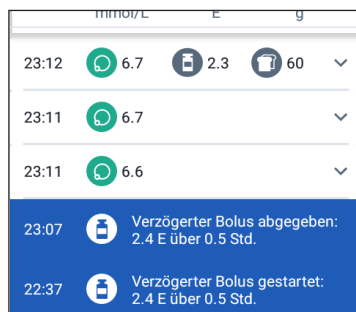 mmol/L E g
23:12 6.7 2.3 60
23:11 6.7
23:11 6.6
23:07 Verzögerter Bolus abgegeben:
2.4 E über 0.5 Std.
22:37 Verzögerter Bolus gestartet:
2.4 E über 0.5 Std.